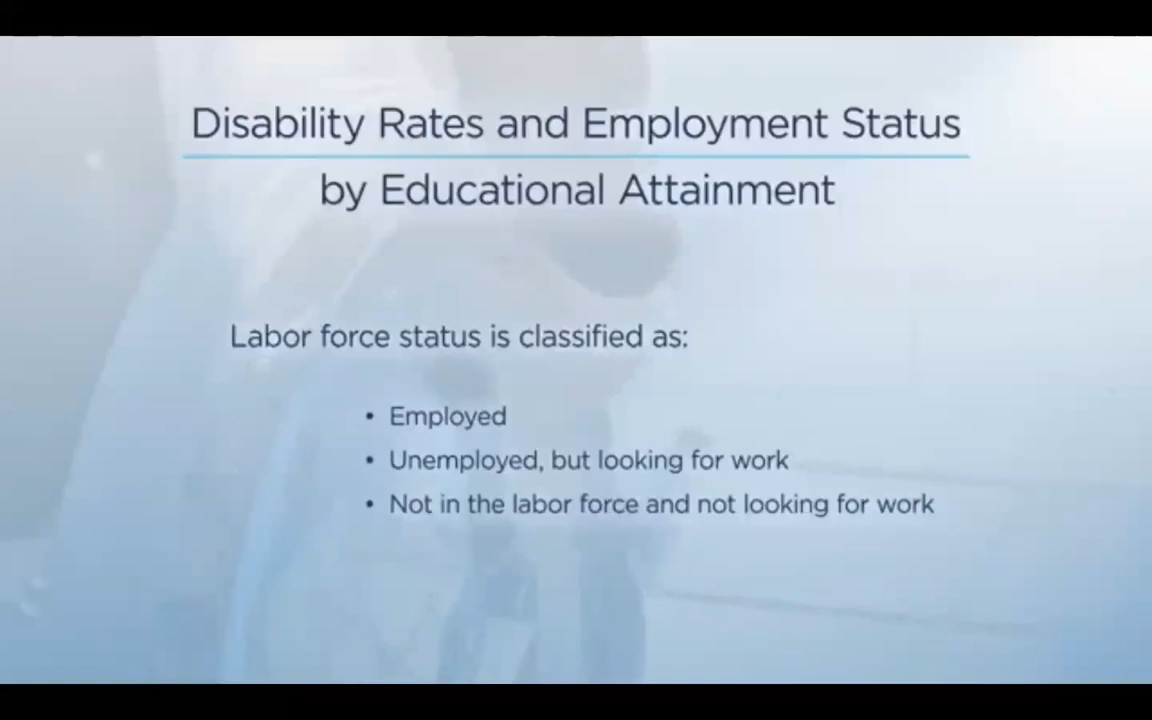 Disability Rates and Employment Status
by Educational Attainment
Labor force status is classified as:
• Employed
• Unemployed, but looking for work
• Not in the labor force and not looking for work